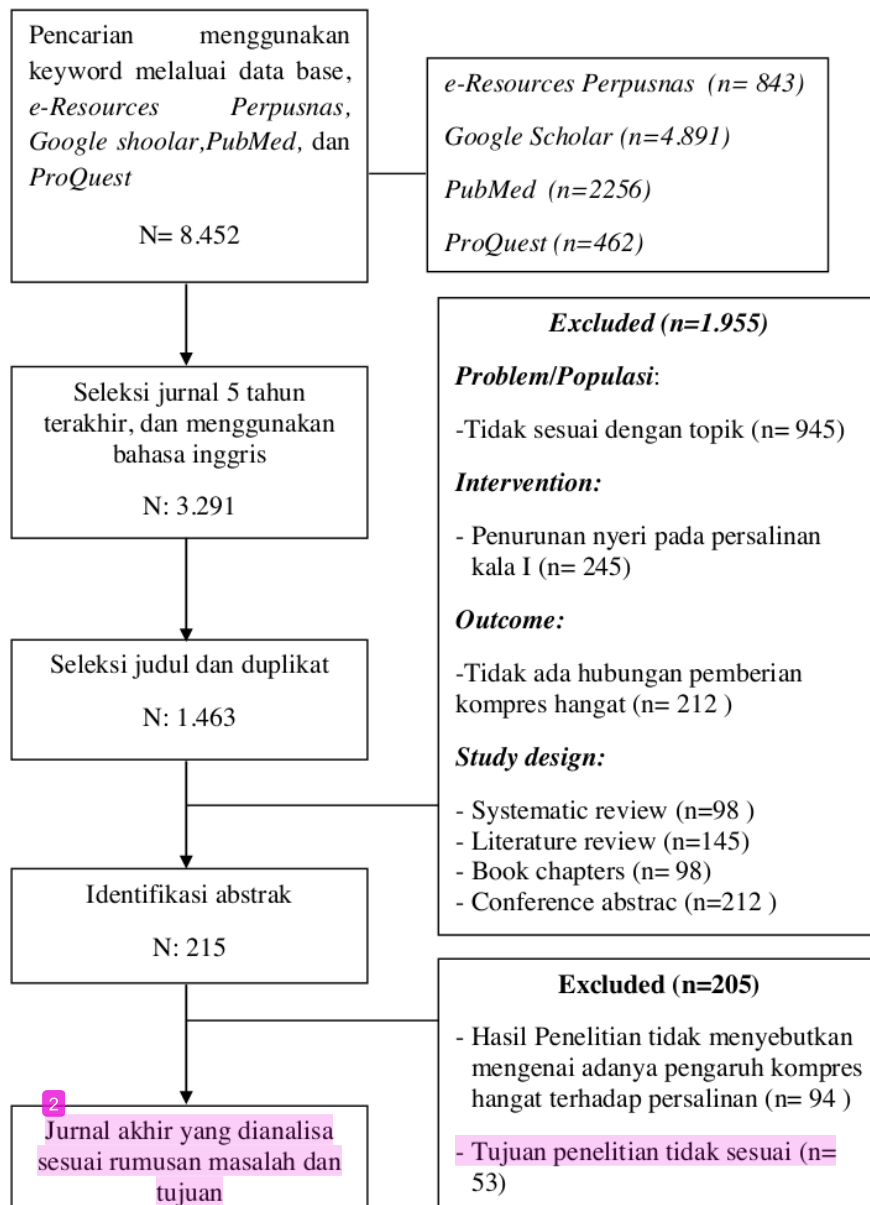 Pencarian menggunakan
keyword melaluai data base,
e-Resources Perpusnas,
Google shoolar,PubMed, dan
ProQuest
N= 8.452
e-Resources Perpusnas (n= 843)
Google Scholar (n=4.891)
PubMed (n=2256)
ProQuest (n=462)
Seleksi jurnal 5 tahun
terakhir, dan menggunakan
bahasa inggris
N: 3.291
Seleksi judul dan duplikat
N: 1.463
Excluded (n=1.955)
Problem/Populasi:
-Tidak sesuai dengan topik (n= 945)
Intervention:
- Penurunan nyeri pada persalinan
kala I (n= 245)
Outcome:
-Tidak ada hubungan pemberian
kompres hangat (n= 212 )
Study design:
- Systematic review (n=98 )
- Literature review (n=145)
- Book chapters (n= 98)
- Conference abstrac (n=212 )
Identifikasi abstrak
N: 215
Excluded (n=205)
- Hasil Penelitian tidak menyebutkan
mengenai adanya pengaruh kompres
hangat terhadap persalinan (n= 94 )
- Tujuan penelitian tidak sesuai (n=
53)
2
Jurnal akhir yang dianalisa
sesuai rumusan masalah dan
tujuan